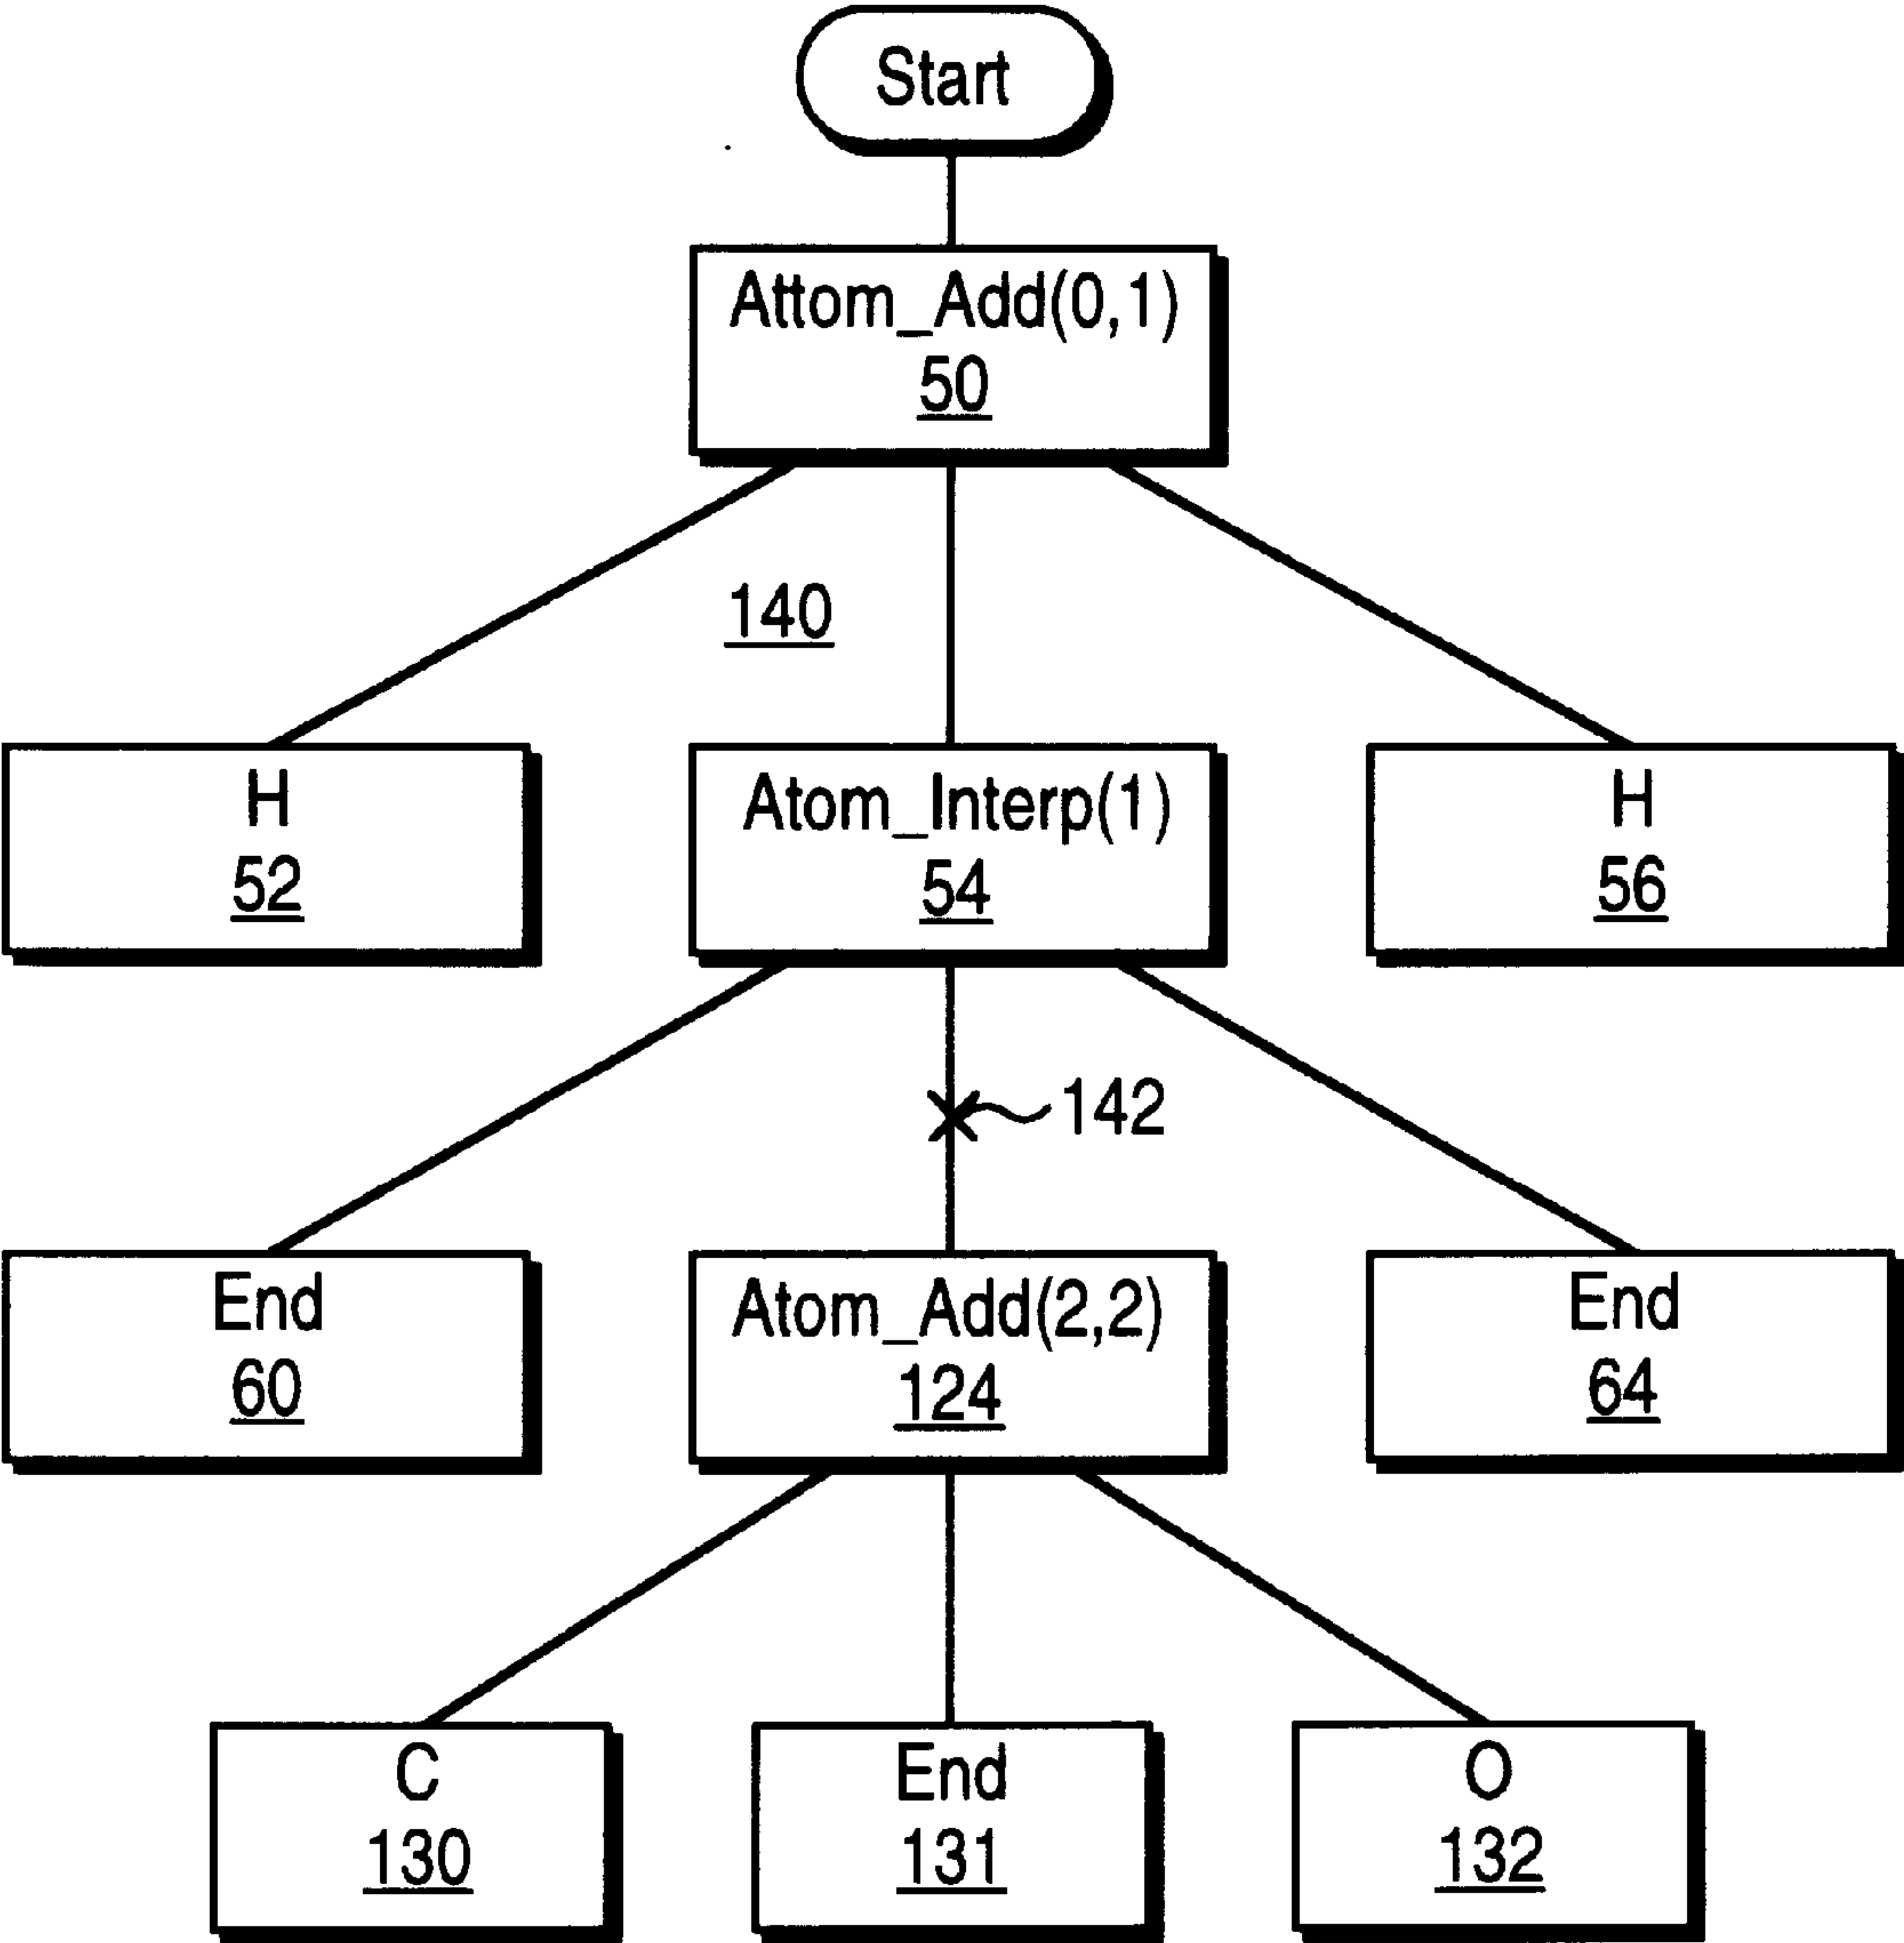 Start
Attom_Add(0,1)
50
140
H
52
Atom_Interp(1)
54
H
56
142
End
60
Atom_Add(2,2)
124
End
64
C
130
End
131
O
132